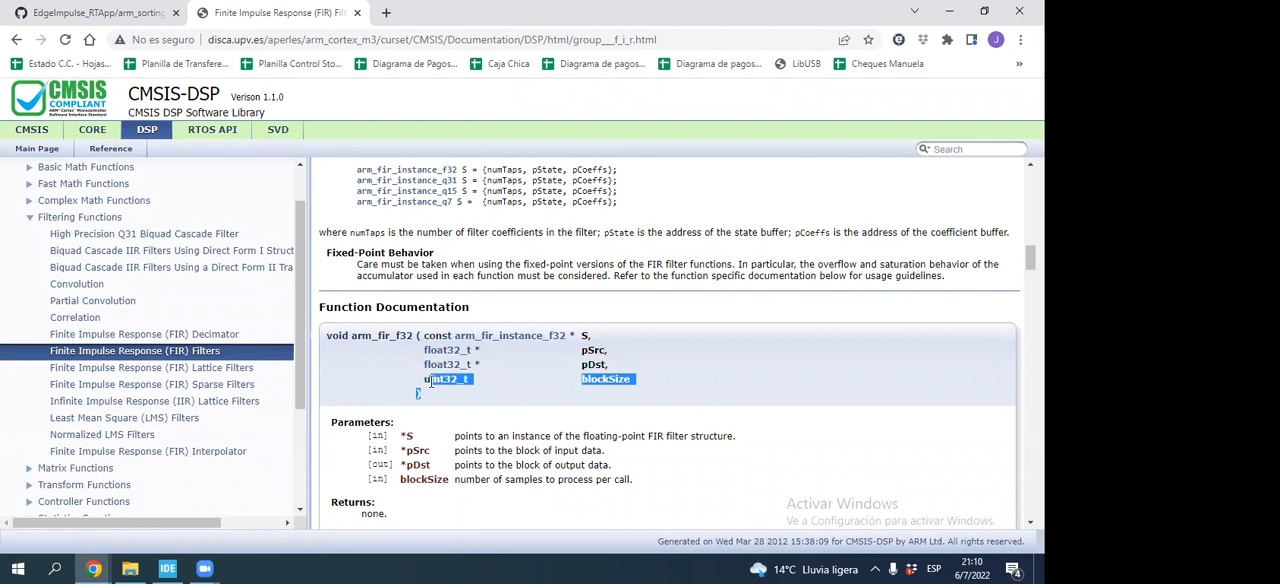 EdgeImpulse_RTApp/arm_sorting
Finite Impulse Response (FIR) Filt
No es seguro
disca.upv.es/aperles/arm_cortex_m3/curset/CMSIS/Documentation/DSP/html/group___f_i_r.html
J
Estado C.C. - Hojas...
Planilla de Transfere...
Planilla Control Sto...
Diagrama de Pagos...
Caja Chica
Diagrama de pagos...
Diagrama de pagos...
LibUSB
Cheques Manuela
»
CMSIS
COMPLIANT
CMSIS-DSP Verison 1.1.0
CMSIS DSP Software Library
CMSIS CORE DSP RTOS API SVD
Main Page Reference
Search
Basic Math Functions
Fast Math Functions
Complex Math Functions
Filtering Functions
High Precision Q31 Biquad Cascade Filter
Biquad Cascade IIR Filters Using Direct Form I Struct
Biquad Cascade IIR Filters Using a Direct Form II Tra
Convolution
Partial Convolution
Correlation
Finite Impulse Response (FIR) Decimator
Finite Impulse Response (FIR) Filters
Finite Impulse Response (FIR) Lattice Filters
Finite Impulse Response (FIR) Sparse Filters
Infinite Impulse Response (IIR) Lattice Filters
Least Mean Square (LMS) Filters
Normalized LMS Filters
Finite Impulse Response (FIR) Interpolator
Matrix Functions
Transform Functions
Controller Functions
arm_fir_instance_f32 S = {numTaps, pState, pCoeffs};
arm_fir_instance_q31 S = {numTaps, pState, pCoeffs};
arm_fir_instance_q15 S = {numTaps, pState, pCoeffs};
arm_fir_instance_q7 S = {numTaps, pState, pCoeffs};
where numTaps is the number of filter coefficients in the filter; pState is the address of the state buffer; pCoeffs is the address of the coefficient buffer.
Fixed-Point Behavior
Care must be taken when using the fixed-point versions of the FIR filter functions. In particular, the overflow and saturation behavior of the
accumulator used in each function must be considered. Refer to the function specific documentation below for usage guidelines.
Function Documentation
void arm_fir_f32 ( const arm_fir_instance_f32 * S,
float32_t * pSrc,
float32_t * pDst,
uint32_t blockSize
)
Parameters:
[in] *S points to an instance of the floating-point FIR filter structure.
[in] *pSrc points to the block of input data.
[out] *pDst points to the block of output data.
[in] blockSize number of samples to process per call.
Returns:
none.
Activar Windows
Ve a Configuración para activar Windows.
Generated on Wed Mar 28 2012 15:38:09 for CMSIS-DSP by ARM Ltd. All rights reserved.
IDE
14°C Lluvia ligera
ESP
21:10
6/7/2022
4